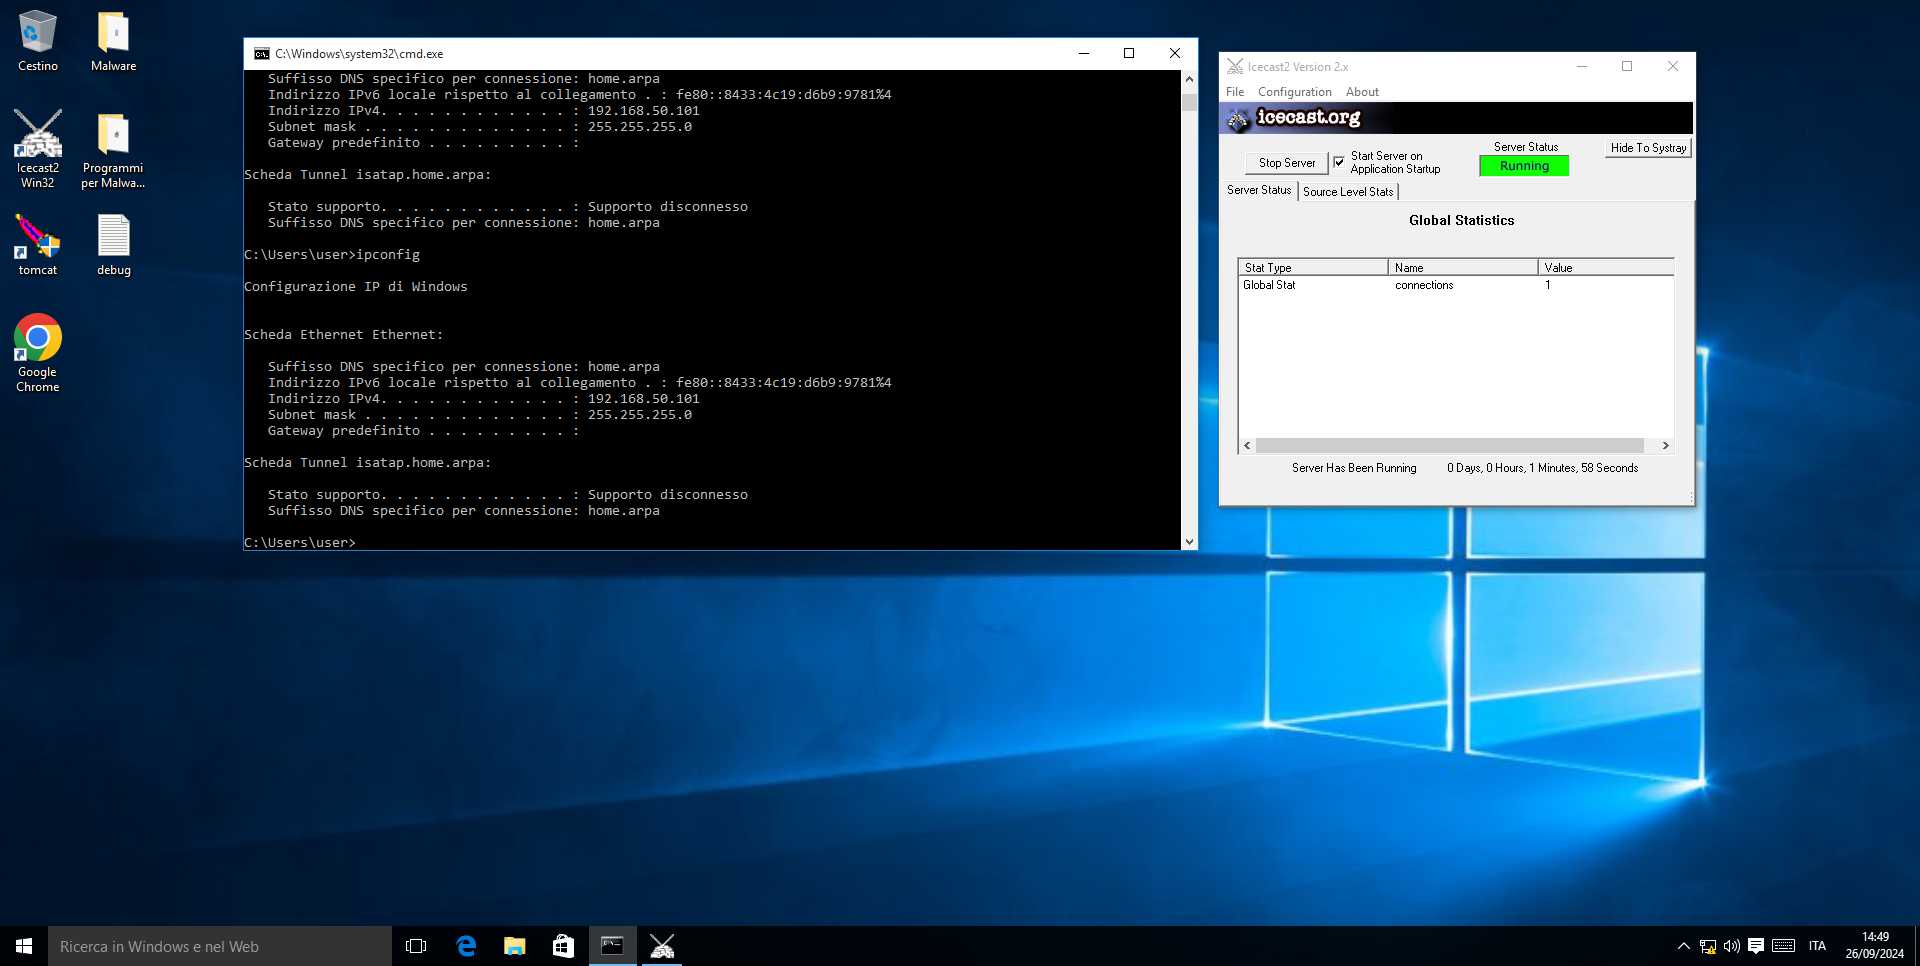 Cestino
Malware
Icecast2
Win32
Programmi
per Malwa...
tomcat
debug
Google
Chrome
C:\Windows\system32\cmd.exe
Suffisso DNS specifico per connessione: home.arpa
Indirizzo IPv6 locale rispetto al collegamento . : fe80::8433:4c19:d6b9:9781%4
Indirizzo IPv4. . . . . . . . . . . . : 192.168.50.101
Subnet mask . . . . . . . . . . . . . : 255.255.255.0
Gateway predefinito . . . . . . . . . :
Scheda Tunnel isatap.home.arpa:
Stato supporto. . . . . . . . . . . . : Supporto disconnesso
Suffisso DNS specifico per connessione: home.arpa
C:\Users\user>ipconfig
Configurazione IP di Windows
Scheda Ethernet Ethernet:
Suffisso DNS specifico per connessione: home.arpa
Indirizzo IPv6 locale rispetto al collegamento . : fe80::8433:4c19:d6b9:9781%4
Indirizzo IPv4. . . . . . . . . . . . : 192.168.50.101
Subnet mask . . . . . . . . . . . . . : 255.255.255.0
Gateway predefinito . . . . . . . . . :
Scheda Tunnel isatap.home.arpa:
Stato supporto. . . . . . . . . . . . : Supporto disconnesso
Suffisso DNS specifico per connessione: home.arpa
C:\Users\user>
Icecast2 Version 2.x
File Configuration About
icecast.org
Stop Server
Start Server on
Application Startup
Server Status
Running
Hide To Systray
Server Status Source Level Stats
Global Statistics
Stat Type Name Value
Global Stat connections 1
Server Has Been Running 0 Days, 0 Hours, 1 Minutes, 58 Seconds
Ricerca in Windows e nel Web
ITA
14:49
26/09/2024